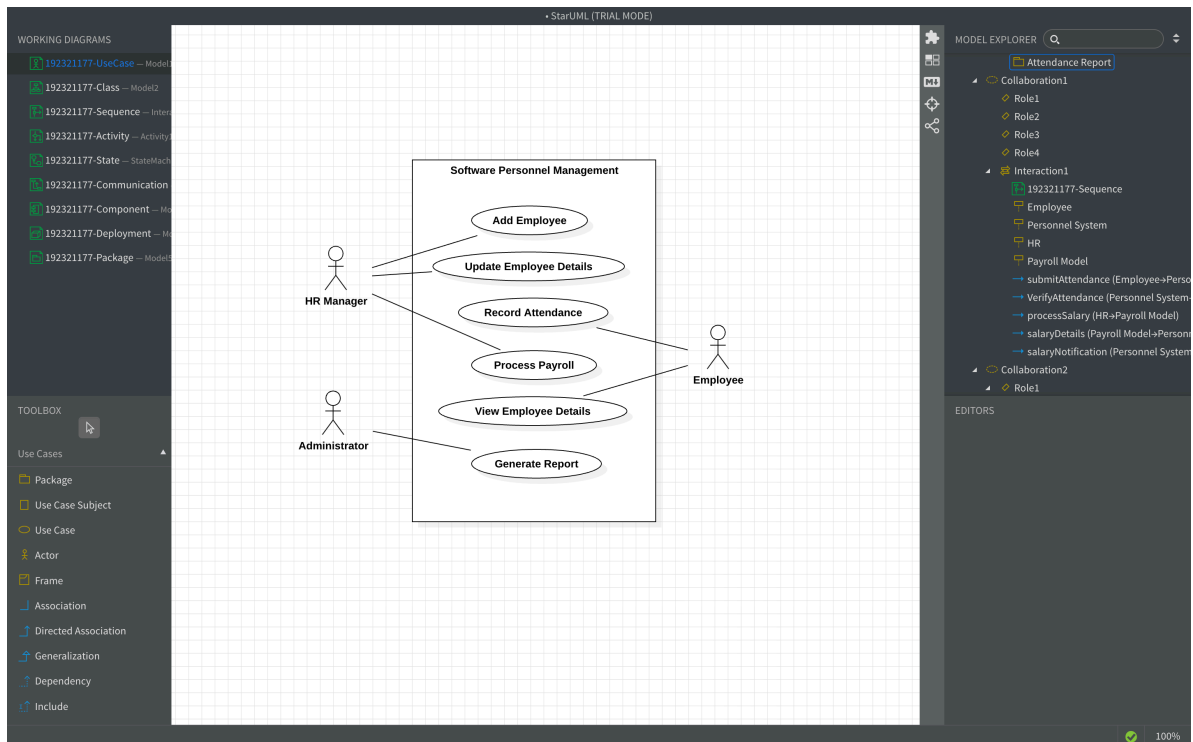 • StarUML (TRIAL MODE)
WORKING DIAGRAMS
192321177-UseCase — Model1
192321177-Class — Model2
192321177-Sequence — Inter
192321177-Activity — Activity1
192321177-State — StateMach
192321177-Communication
192321177-Component — Mo
192321177-Deployment — Mo
192321177-Package — Model5
TOOLBOX
Use Cases
Package
Use Case Subject
Use Case
Actor
Frame
Association
Directed Association
Generalization
Dependency
Include
Software Personnel Management
Add Employee
Update Employee Details
HR Manager
Record Attendance
Process Payroll
Employee
View Employee Details
Administrator
Generate Report
M
MODEL EXPLORER
Attendance Report
Collaboration1
Role1
Role2
Role3
Role4
Interaction1
192321177-Sequence
Employee
Personnel System
HR
Payroll Model
submitAttendance (Employee→Perso
VerifyAttendance (Personnel System-
processSalary (HR→Payroll Model)
salaryDetails (Payroll Model→Personn
salaryNotification (Personnel System
Collaboration2
Role1
EDITORS
100%